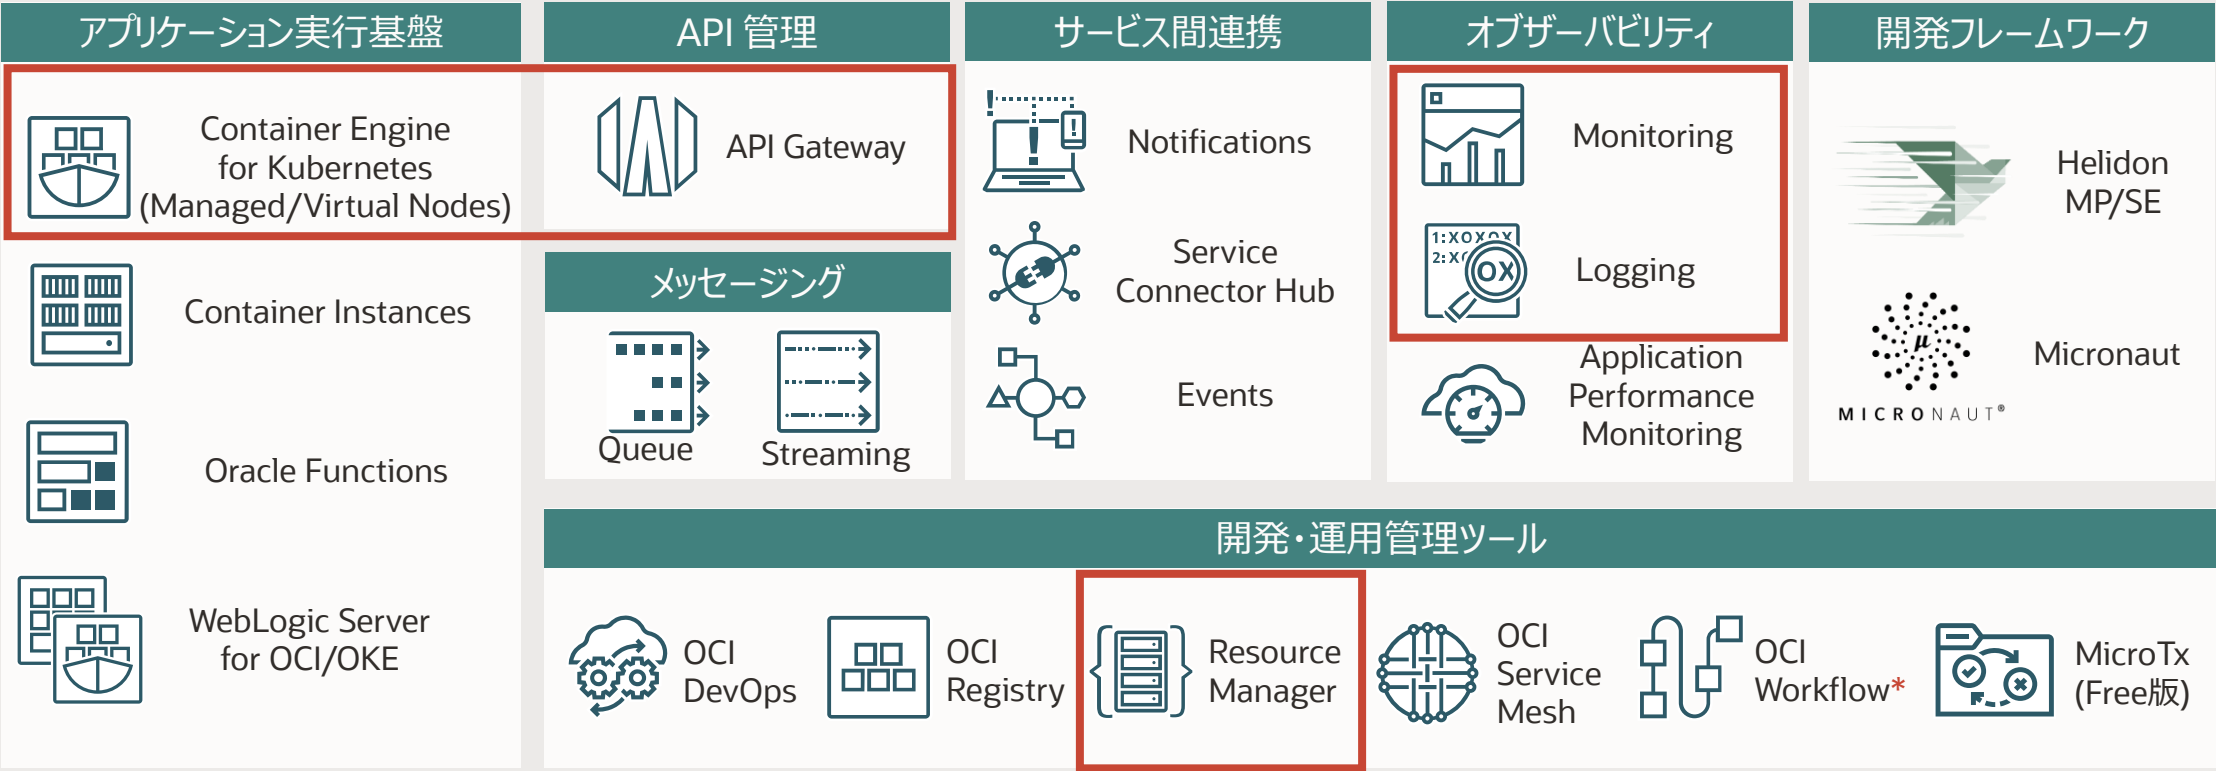 アプリケーション実行基盤
Container Engine
for Kubernetes
(Managed/Virtual Nodes)
Container Instances
Oracle Functions
WebLogic Server
for OCI/OKE
API 管理
API Gateway
メッセージング
Queue
Streaming
サービス間連携
Notifications
Service
Connector Hub
Events
オブザーバビリティ
Monitoring
1:XOXOX
2:X
OX
Logging
Application
Performance
Monitoring
開発フレームワーク
Helidon
MP/SE
μ
MICRONAUT®
Micronaut
開発・運用管理ツール
OCI
DevOps
OCI
Registry
Resource
Manager
OCI
Service
Mesh
OCI
Workflow*
MicroTx
(Free版)